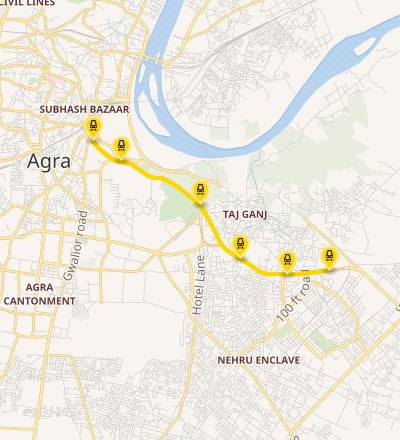 CIVIL LINES
SUBHASH BAZAAR
Agra
TAJ GANJ
Gwalior road
AGRA
CANTONMENT
Hotel Lane
100 ft road
NEHRU ENCLAVE